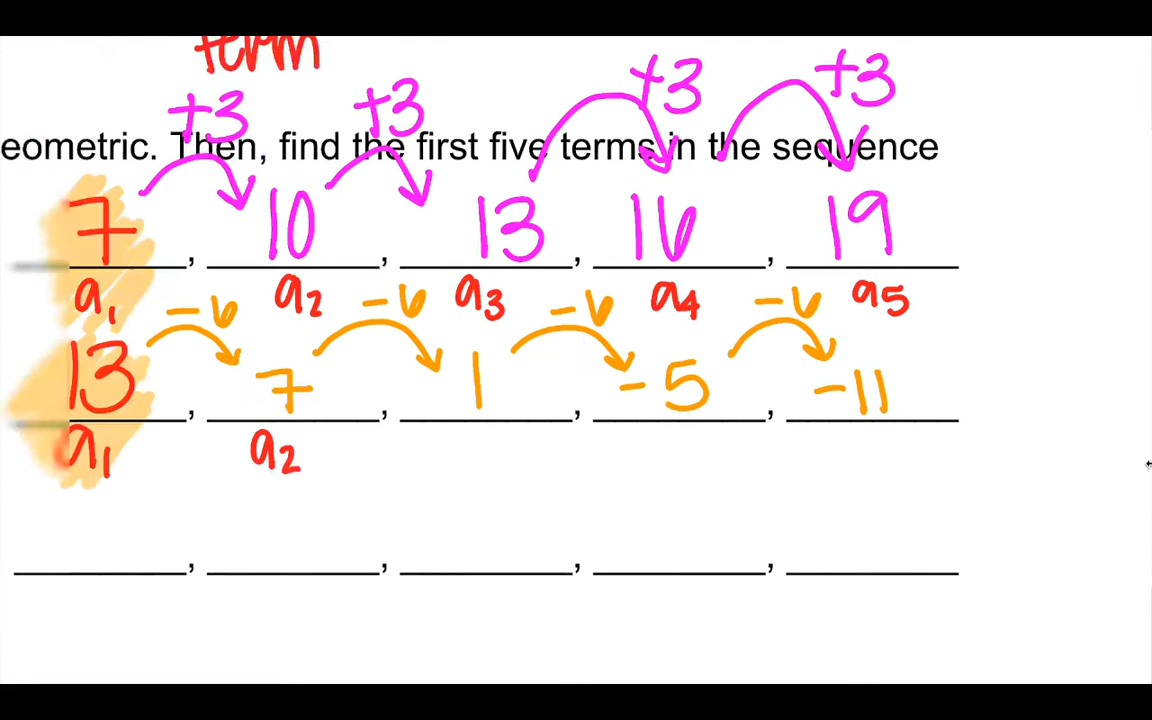 term
+3 +3 +3 +3
eometric. Then, find the first five terms in the sequence
7, 10, 13, 16, 19
a1 a2 a3 a4 a5
-6 -6 -6 -6
13, 7, 1, -5, -11
a1 a2